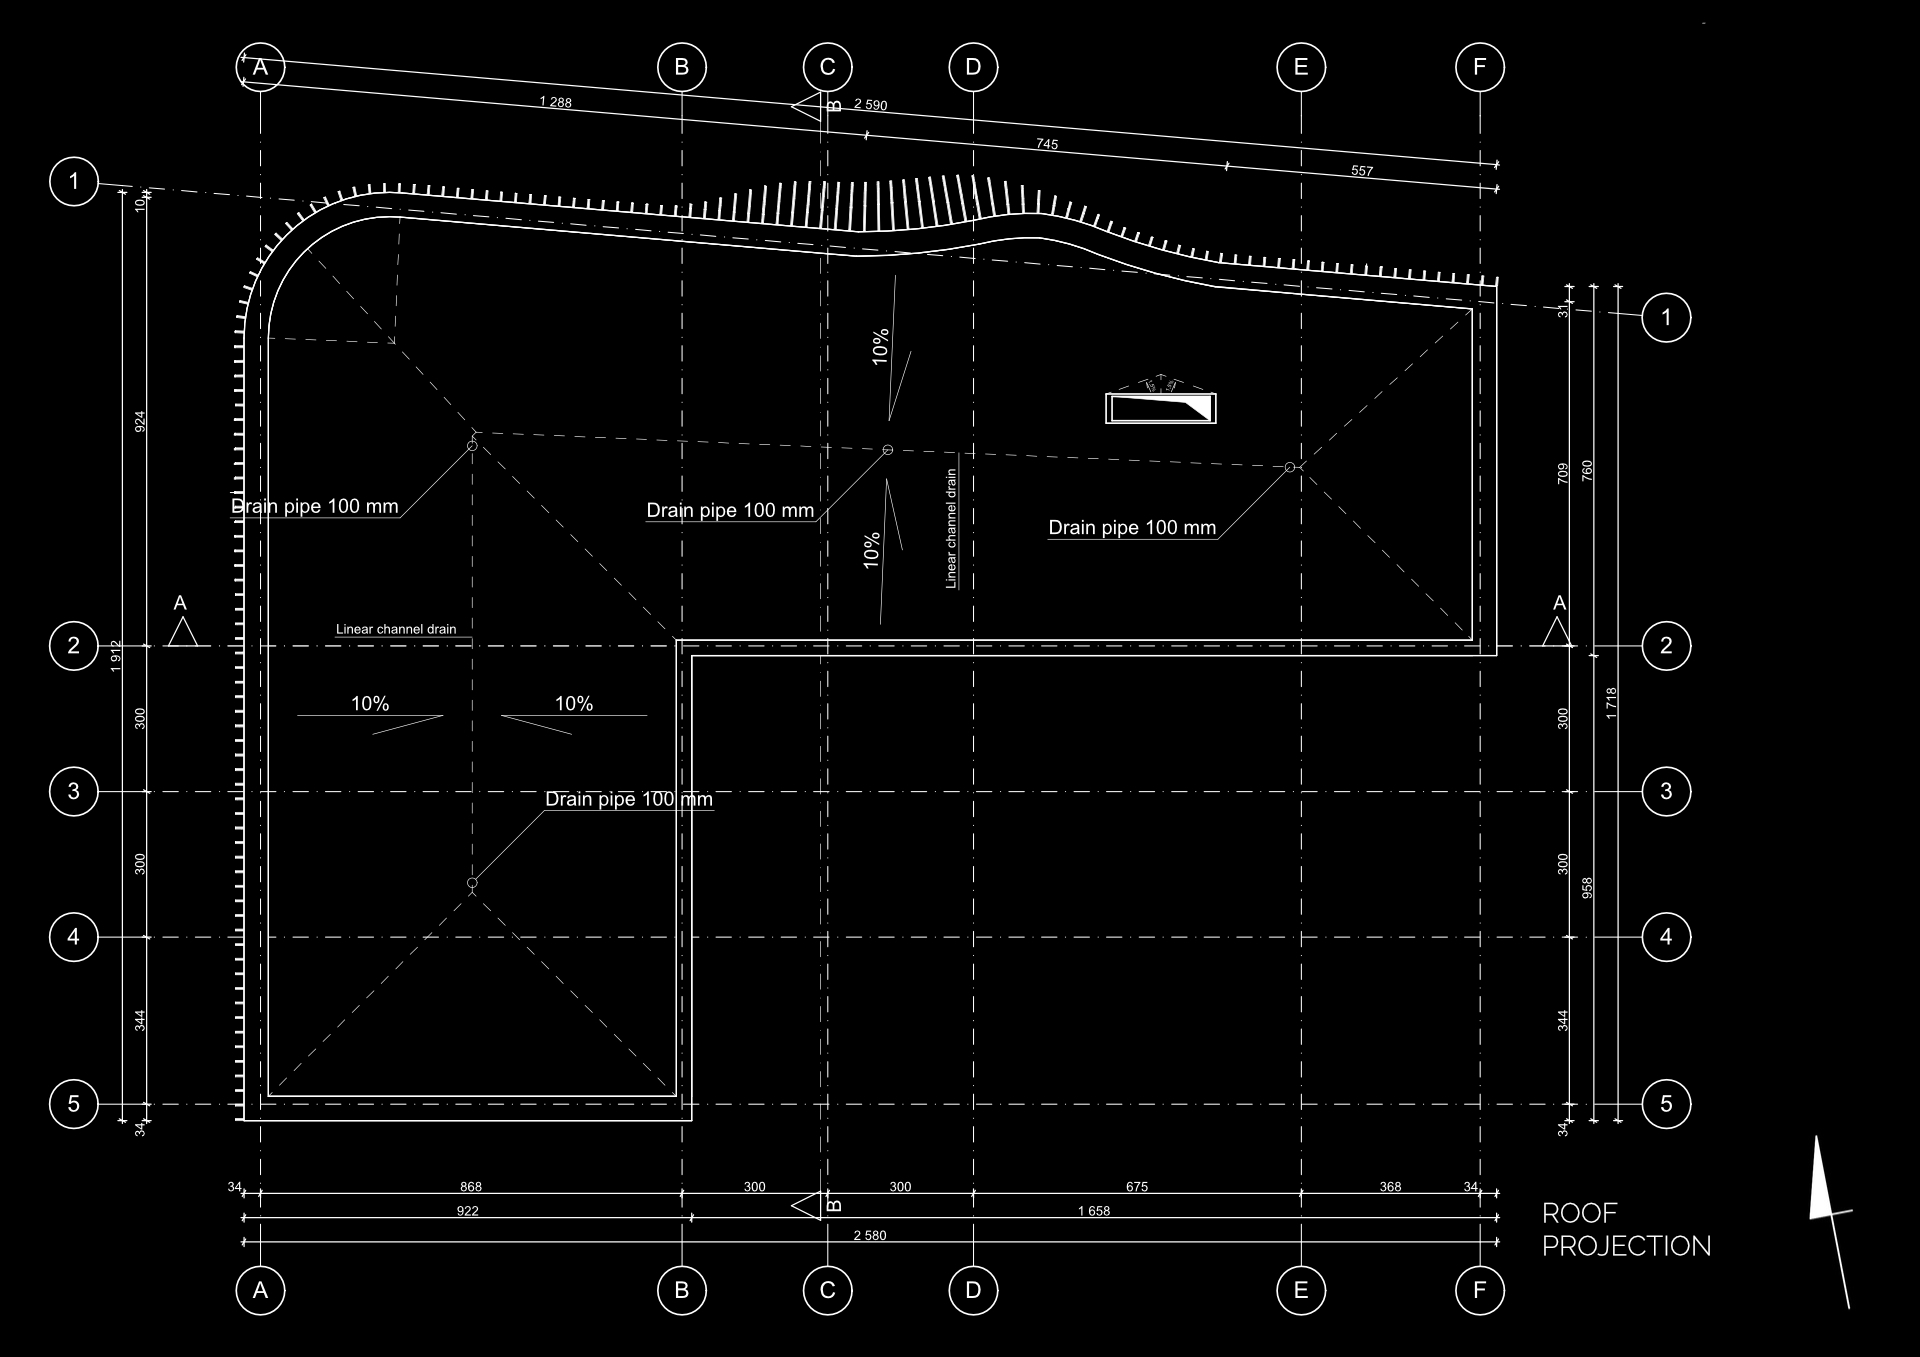 A B C D E F
B
2 590
1 288
745
557
1
1
10
31
10%
924
709
760
Drain pipe 100 mm
Drain pipe 100 mm
Drain pipe 100 mm
10%
Linear channel drain
A
A
Linear channel drain
2
2
1 912
10%
10%
300
300
1 718
3
3
Drain pipe 100 mm
300
300
958
4
4
344
344
5
5
34
34
34 868 300 300 675 368 34
B
922
1 658
2 580
ROOF
PROJECTION
A B C D E F